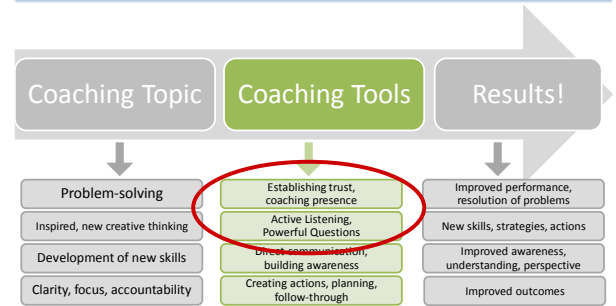 Coaching Topic
Coaching Tools
Results!
Problem-solving
Inspired, new creative thinking
Development of new skills
Clarity, focus, accountability
Establishing trust,
coaching presence
Active Listening,
Powerful Questions
Direct communication,
building awareness
Creating actions, planning,
follow-through
Improved performance,
resolution of problems
New skills, strategies, actions
Improved awareness,
understanding, perspective
Improved outcomes